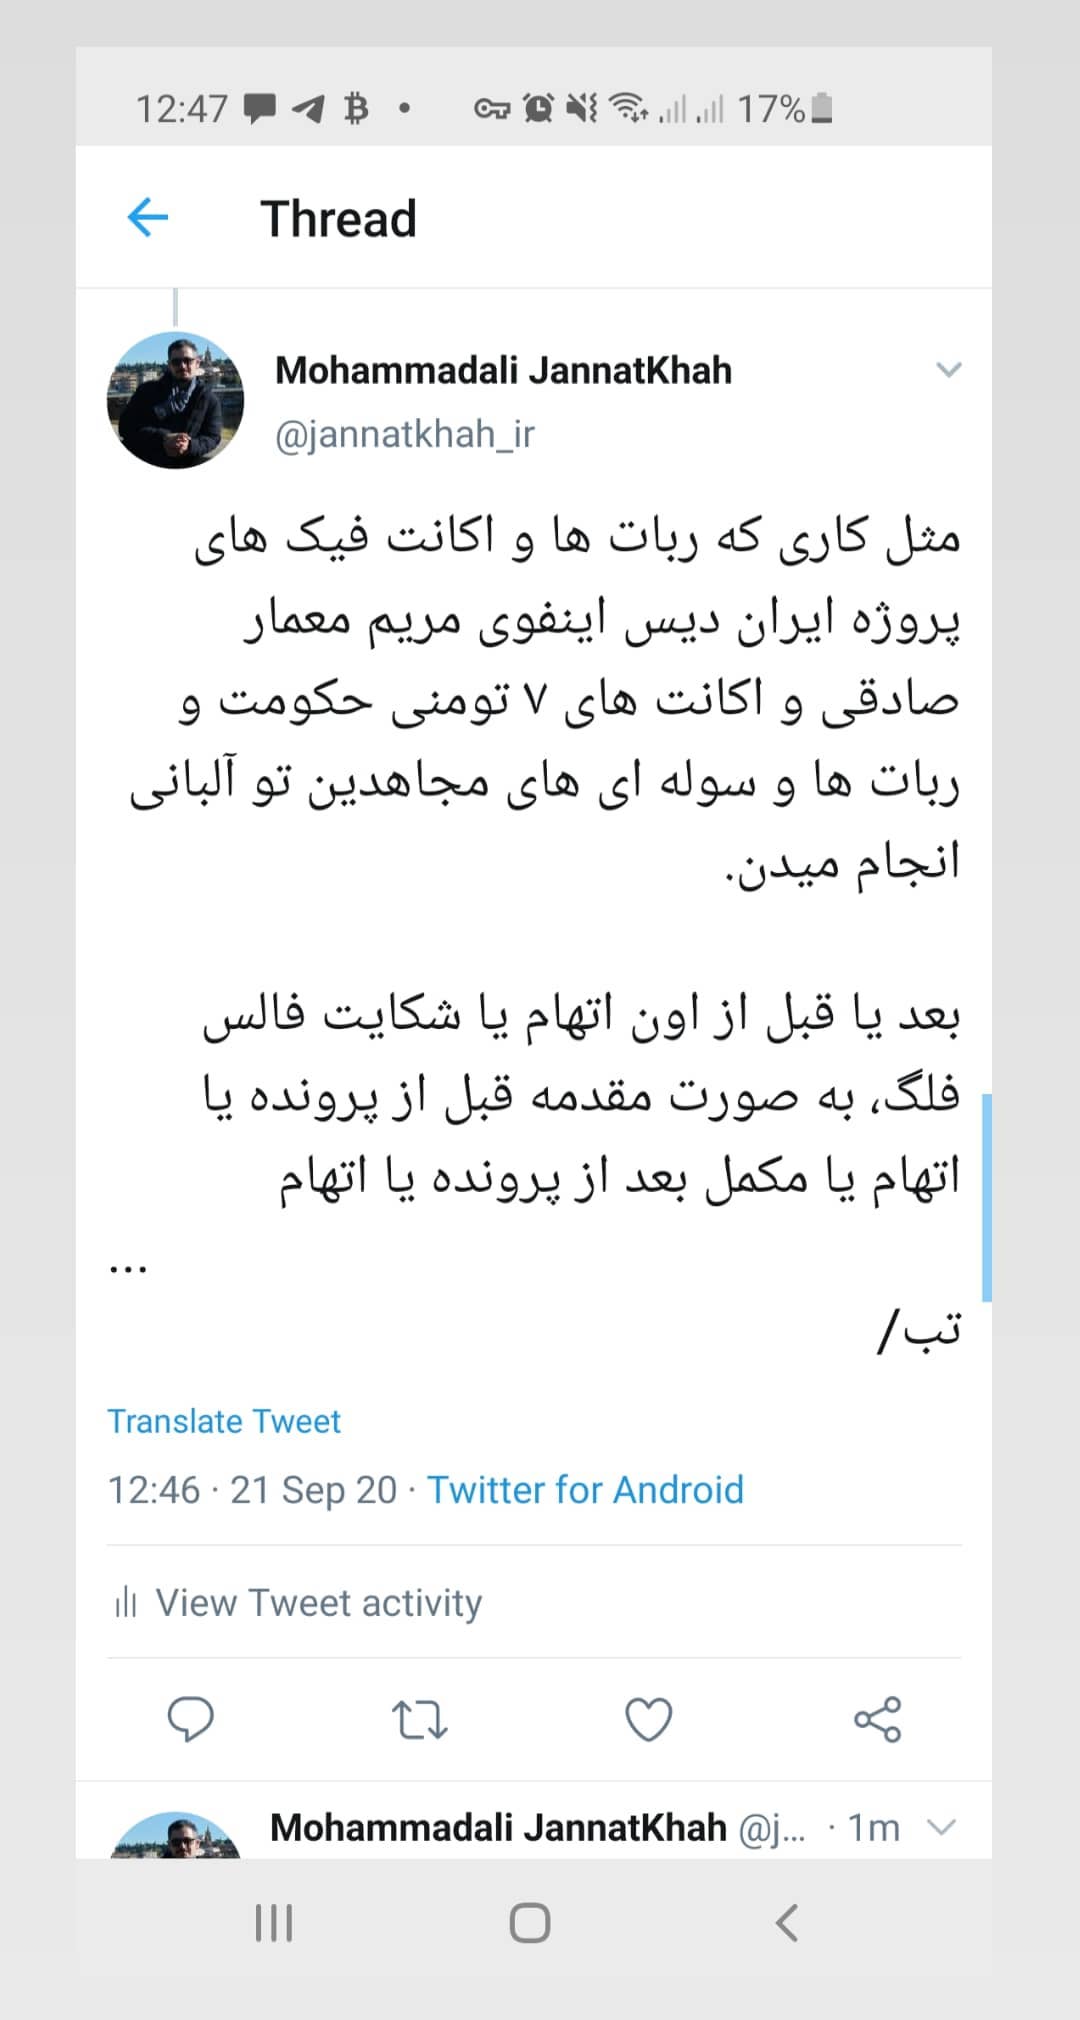 12:47
17%
Thread
Mohammadali JannatKhah
@jannatkhah_ir
مثل کاری که ربات ها و اکانت فیک های
پروژه ایران دیس اینفوی مریم معمار
صادقی و اکانت های ۷ تومنی حکومت و
ربات ها و سوله ای های مجاهدین تو آلبانی
انجام میدن.
بعد یا قبل از اون اتهام یا شکایت فالس
فلگ، به صورت مقدمه قبل از پرونده یا
اتهام یا مکمل بعد از پرونده یا اتهام
...
تب/
Translate Tweet
12:46 · 21 Sep 20 · Twitter for Android
View Tweet activity
Mohammadali JannatKhah @j... · 1m